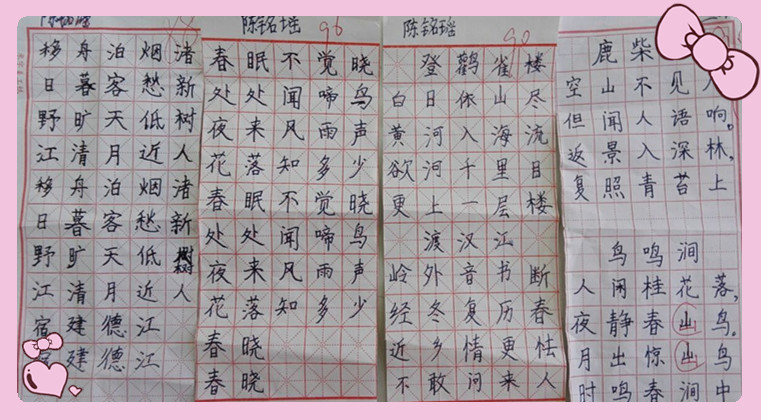 移舟泊烟渚
日暮客愁新
野旷天低树
江清月近人
移舟泊烟渚
日暮客愁新
野旷天低树
江清月近人
宿建德江
建德江
陈铭瑶 96
春眠不觉晓
处处闻啼鸟
夜来风雨声
花落知多少
春眠不觉晓
处处闻啼鸟
夜来风雨声
花落知多少
春晓
春晓
陈铭瑶 90
登鹳雀楼
白日依山尽
黄河入海流
欲河千里目
更上一层楼
渡汉江
岭外音书断
经冬复历春
近乡情更怯
不敢问来人
鹿柴
空山不见人
但闻人语响。
返景入深林,
复照青苔上
鸟鸣涧
人闲桂花落,
夜静春山鸟。
月出惊山鸟
时鸣春涧中